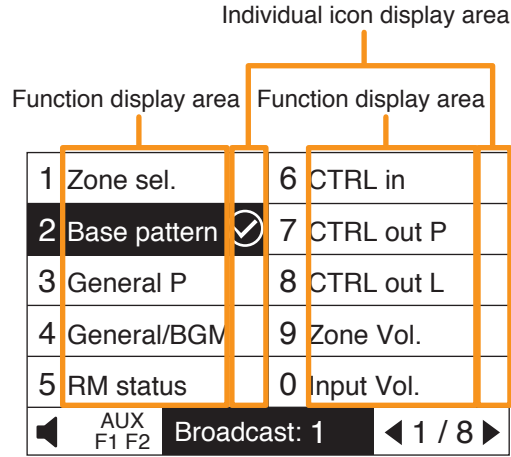 Individual icon display area
Function display area
Function display area
1 Zone sel.
2 Base pattern
3 General P
4 General/BGM
5 RM status
6 CTRL in
7 CTRL out P
8 CTRL out L
9 Zone Vol.
0 Input Vol.
AUX
F1 F2
Broadcast: 1
1 / 8